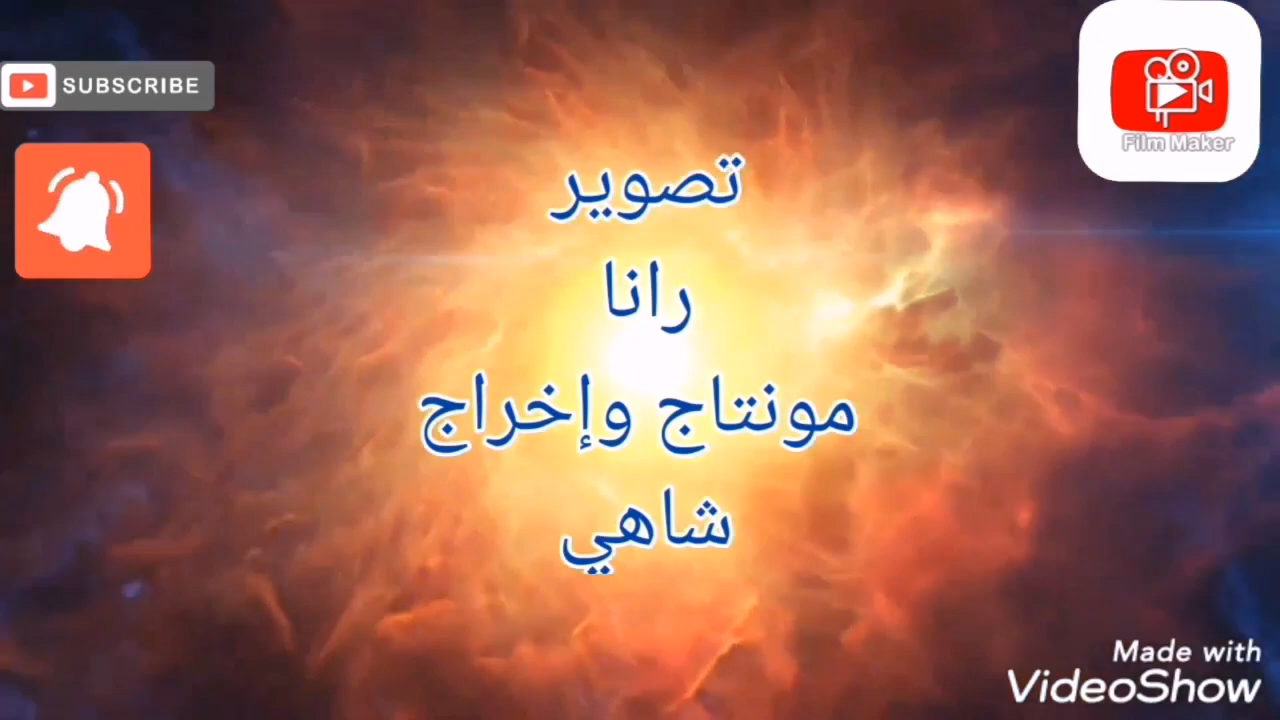 SUBSCRIBE
Film Maker
تصوير
رانا
مونتاج وإخراج
شاهي
Made with
VideoShow